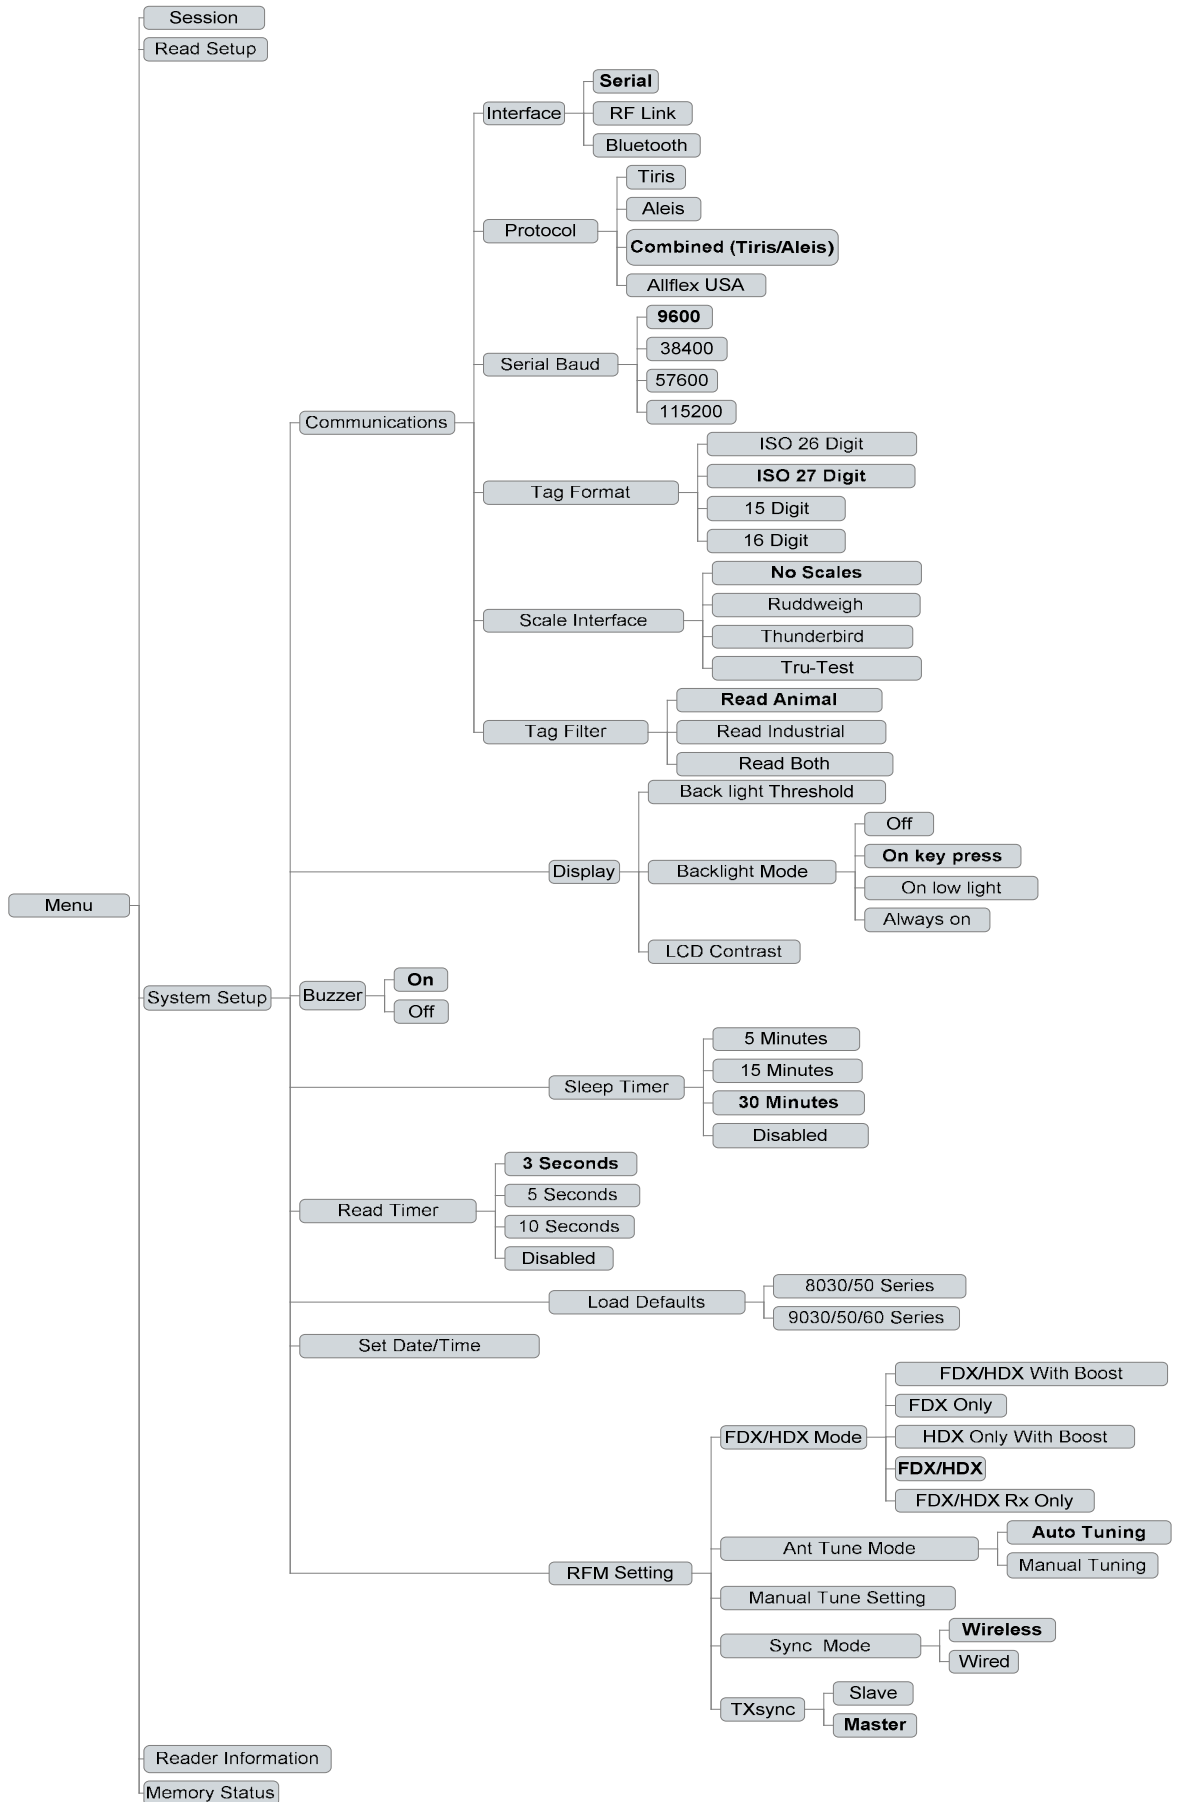 Session
Read Setup
Serial
Interface
RF Link
Bluetooth
Tiris
Aleis
Protocol
Combined (Tiris/Aleis)
Allflex USA
9600
38400
Serial Baud
57600
115200
Communications
ISO 26 Digit
ISO 27 Digit
Tag Format
15 Digit
16 Digit
No Scales
Ruddweigh
Scale Interface
Thunderbird
Tru-Test
Read Animal
Tag Filter
Read Industrial
Read Both
Back light Threshold
Off
On key press
Display
Backlight Mode
On low light
Always on
Menu
LCD Contrast
System Setup
Buzzer
On
Off
5 Minutes
15 Minutes
Sleep Timer
30 Minutes
Disabled
3 Seconds
5 Seconds
Read Timer
10 Seconds
Disabled
8030/50 Series
Load Defaults
9030/50/60 Series
Set Date/Time
FDX/HDX With Boost
FDX Only
FDX/HDX Mode
HDX Only With Boost
FDX/HDX
FDX/HDX Rx Only
Auto Tuning
Ant Tune Mode
Manual Tuning
RFM Setting
Manual Tune Setting
Wireless
Sync Mode
Wired
Slave
TXsync
Master
Reader Information
Memory Status